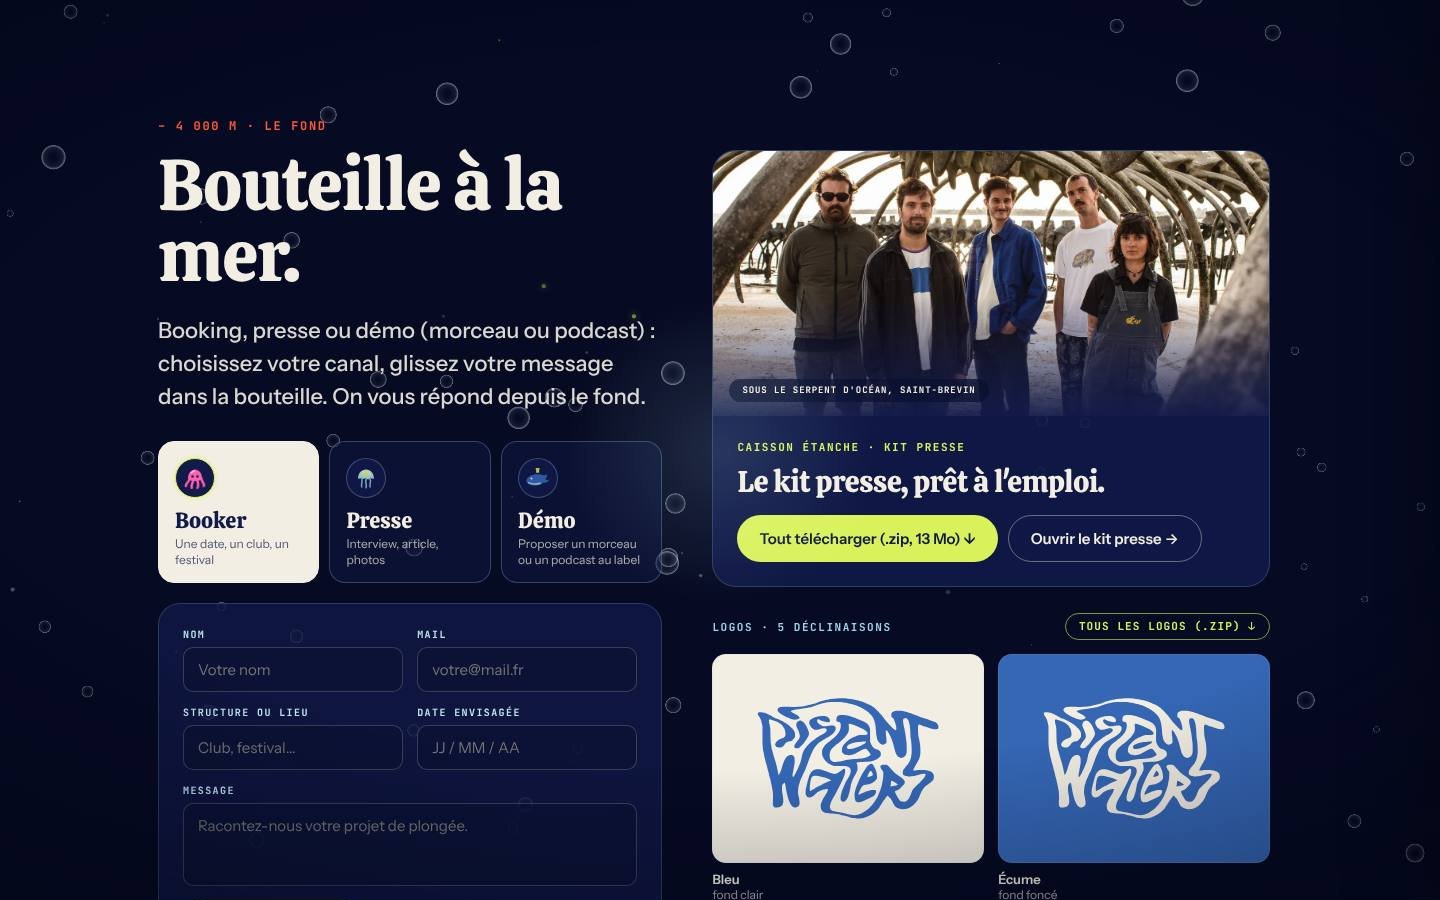 − 4 000 M · LE FOND
Bouteille à la
mer.
Booking, presse ou démo (morceau ou podcast) :
choisissez votre canal, glissez votre message
dans la bouteille. On vous répond depuis le fond.
Booker
Une date, un club, un
festival
Presse
Interview, article,
photos
Démo
Proposer un morceau
ou un podcast au label
NOM
Votre nom
MAIL
votre@mail.fr
STRUCTURE OU LIEU
Club, festival…
DATE ENVISAGÉE
JJ / MM / AA
MESSAGE
Racontez-nous votre projet de plongée.
SOUS LE SERPENT D'OCÉAN, SAINT-BREVIN
CAISSON ÉTANCHE · KIT PRESSE
Le kit presse, prêt à l'emploi.
Tout télécharger (.zip, 13 Mo) ↓
Ouvrir le kit presse →
LOGOS · 5 DÉCLINAISONS
TOUS LES LOGOS (.ZIP) ↓
DISTANT
WATERS
DISTANT
WATERS
Bleu
fond clair
Écume
fond foncé